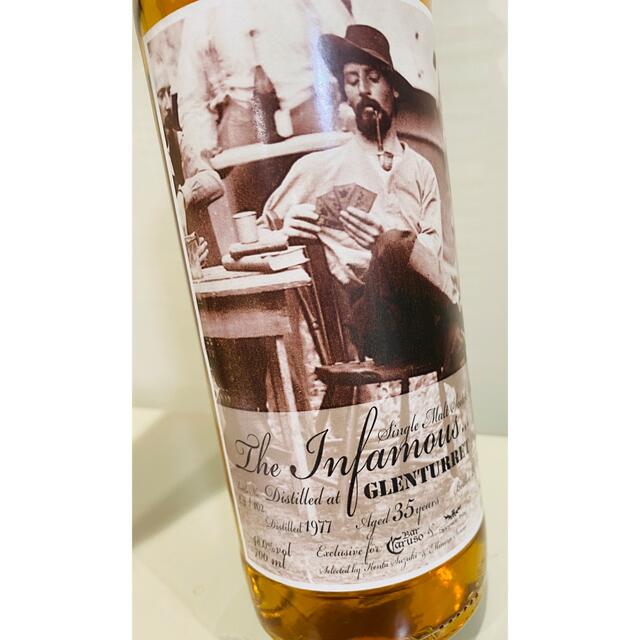 Single Malt
The Infamous...
Distilled at GLENTURRET
Distilled 1977 Aged 35 years
48.0% vol
700 ml
Exclusive for Bar Caruso &
Selected by Kenta Suzuki &